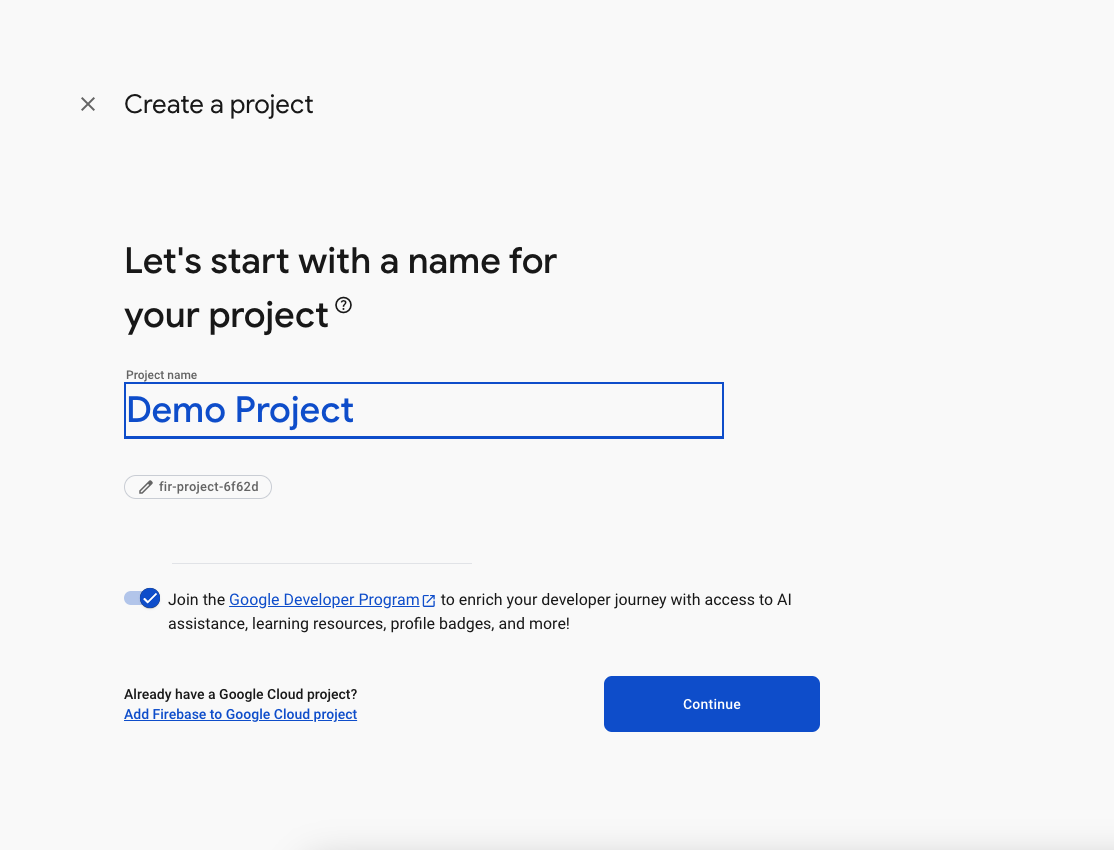 Create a project
Let's start with a name for
your project
Project name
Demo Project
fir-project-6f62d
Join the Google Developer Program to enrich your developer journey with access to AI
assistance, learning resources, profile badges, and more!
Already have a Google Cloud project?
Add Firebase to Google Cloud project
Continue